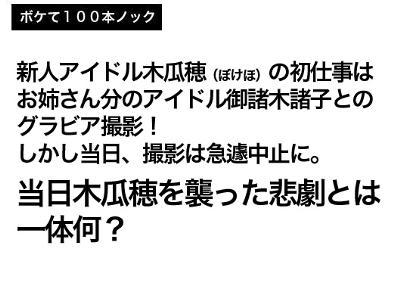 ボケて１００本ノック
新人アイドル木瓜穂（ぼけほ）の初仕事は
お姉さん分のアイドル御諸木諸子との
グラビア撮影！
しかし当日、撮影は急遽中止に。
当日木瓜穂を襲った悲劇とは
一体何？